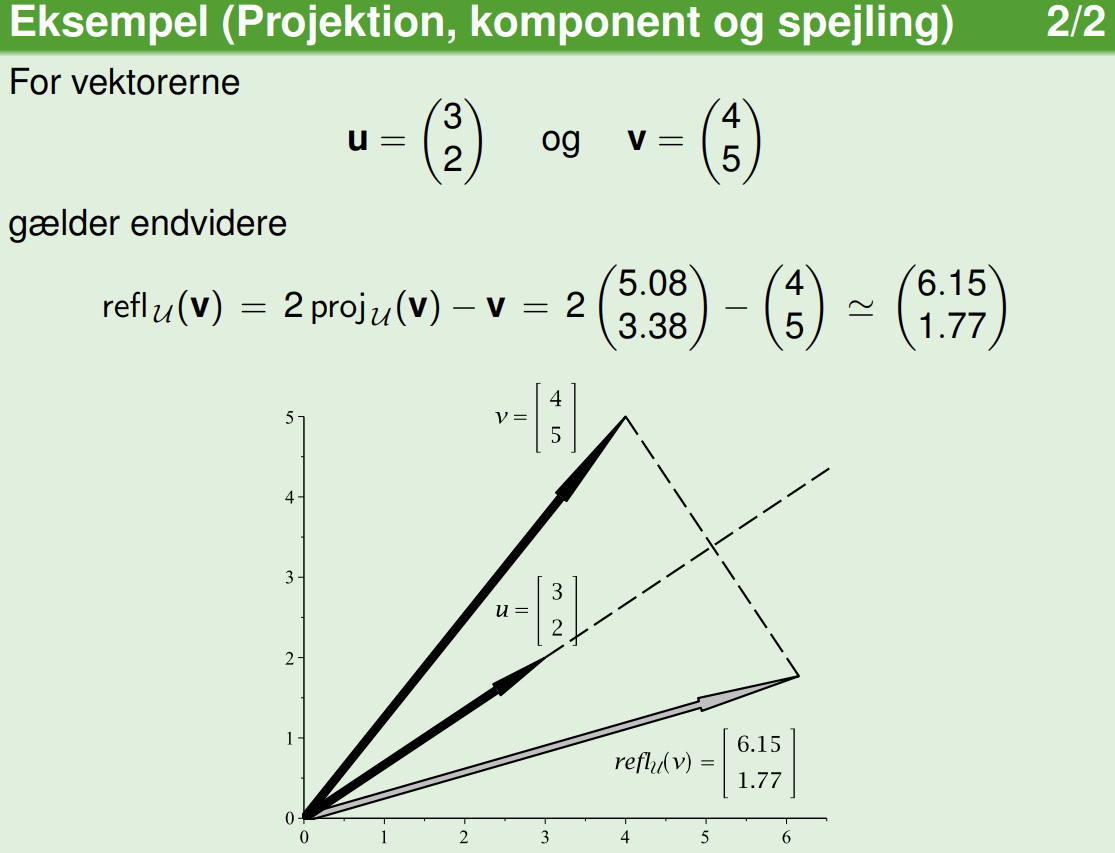 Eksempel (Projektion, komponent og spejling) 2/2
For vektorerne
u = (3 2) og v = (4 5)
gælder endvidere
refl_𝒰(v) = 2 proj_𝒰(v) − v = 2 (5.08 3.38) − (4 5) ≃ (6.15 1.77)
v = [4 5]
5
4
3
u = [3 2]
2
1
refl_𝒰(v) = [6.15 1.77]
0
0 1 2 3 4 5 6